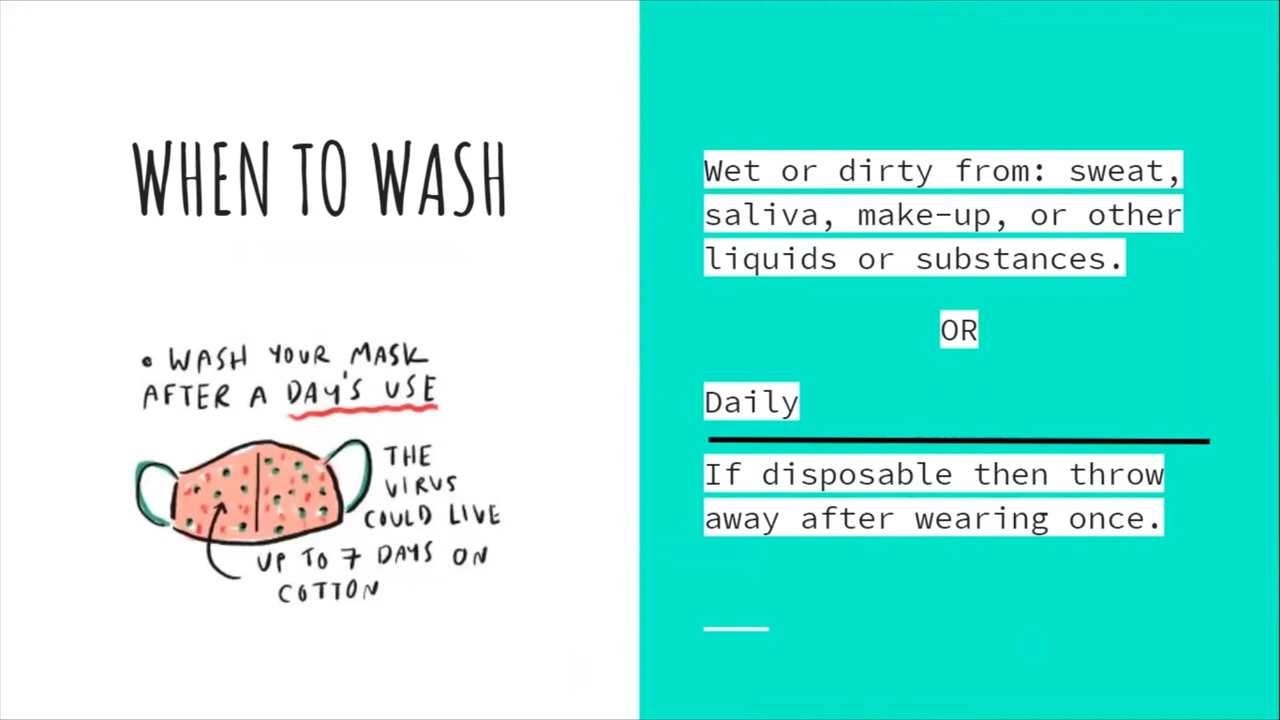 WHEN TO WASH
• WASH YOUR MASK
AFTER A DAY'S USE
THE
VIRUS
COULD LIVE
UP TO 7 DAYS ON
COTTON
Wet or dirty from: sweat,
saliva, make-up, or other
liquids or substances.
OR
Daily
If disposable then throw
away after wearing once.